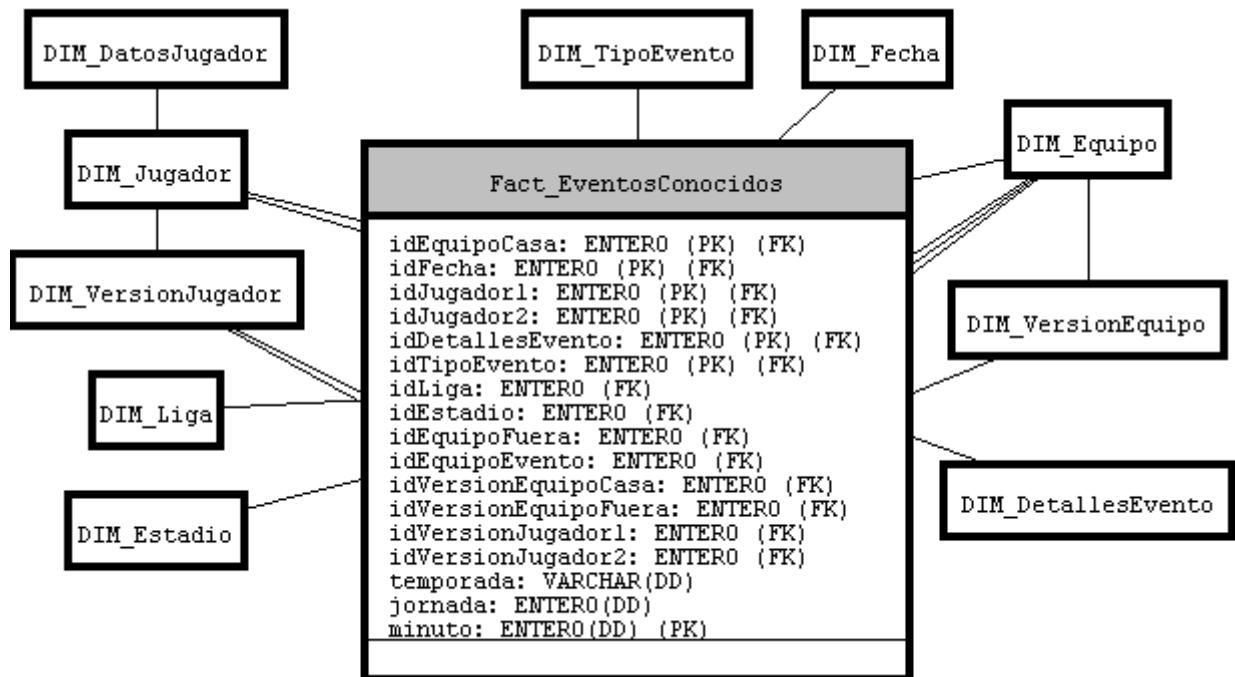 DIM_DatosJugador
DIM_TipoEvento
DIM_Fecha
DIM_Jugador
DIM_Equipo
Fact_EventosConocidos
DIM_VersionJugador
DIM_VersionEquipo
idEquipoCasa: ENTERO (PK) (FK)
idFecha: ENTERO (PK) (FK)
idJugador1: ENTERO (PK) (FK)
idJugador2: ENTERO (PK) (FK)
idDetallesEvento: ENTERO (PK) (FK)
idTipoEvento: ENTERO (PK) (FK)
idLiga: ENTERO (FK)
idEstadio: ENTERO (FK)
idEquipoFuera: ENTERO (FK)
idEquipoEvento: ENTERO (FK)
idVersionEquipoCasa: ENTERO (FK)
idVersionEquipoFuera: ENTERO (FK)
idVersionJugador1: ENTERO (FK)
idVersionJugador2: ENTERO (FK)
temporada: VARCHAR(DD)
jornada: ENTERO(DD)
minuto: ENTERO(DD) (PK)
DIM_Liga
DIM_Estadio
DIM_DetallesEvento